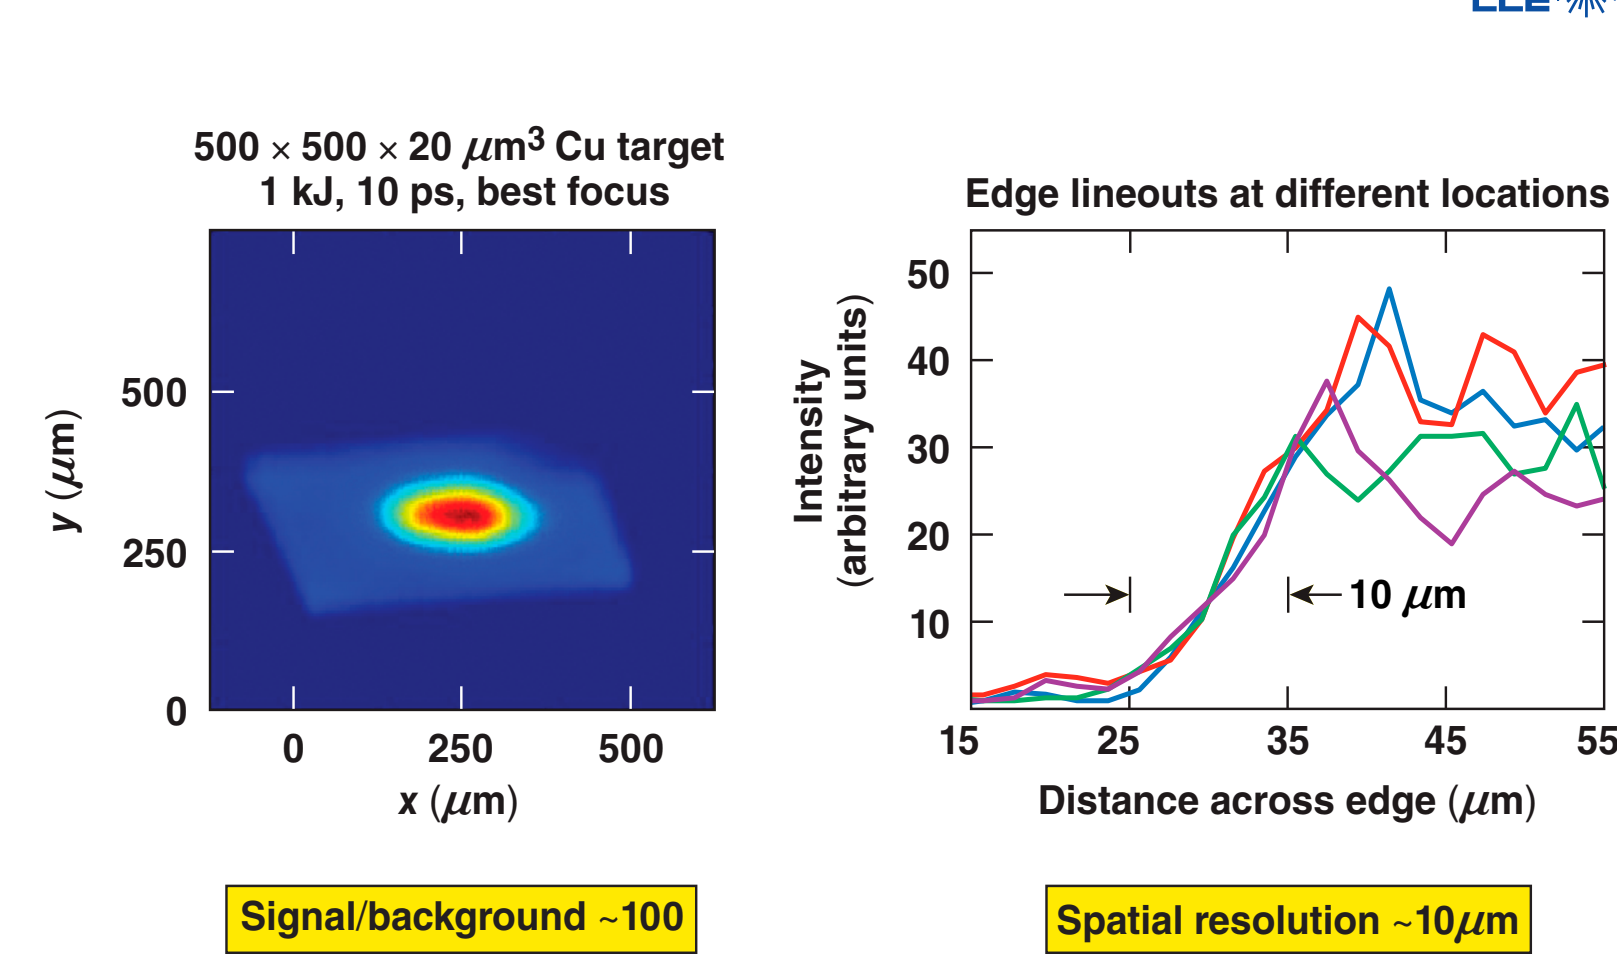 LLE
500 × 500 × 20 μm³ Cu target
1 kJ, 10 ps, best focus
y (μm)
500
250
0
0 250 500
x (μm)
Signal/background ~100
Edge lineouts at different locations
Intensity
(arbitrary units)
50
40
30
20
10
10 μm
15 25 35 45 55
Distance across edge (μm)
Spatial resolution ~10μm